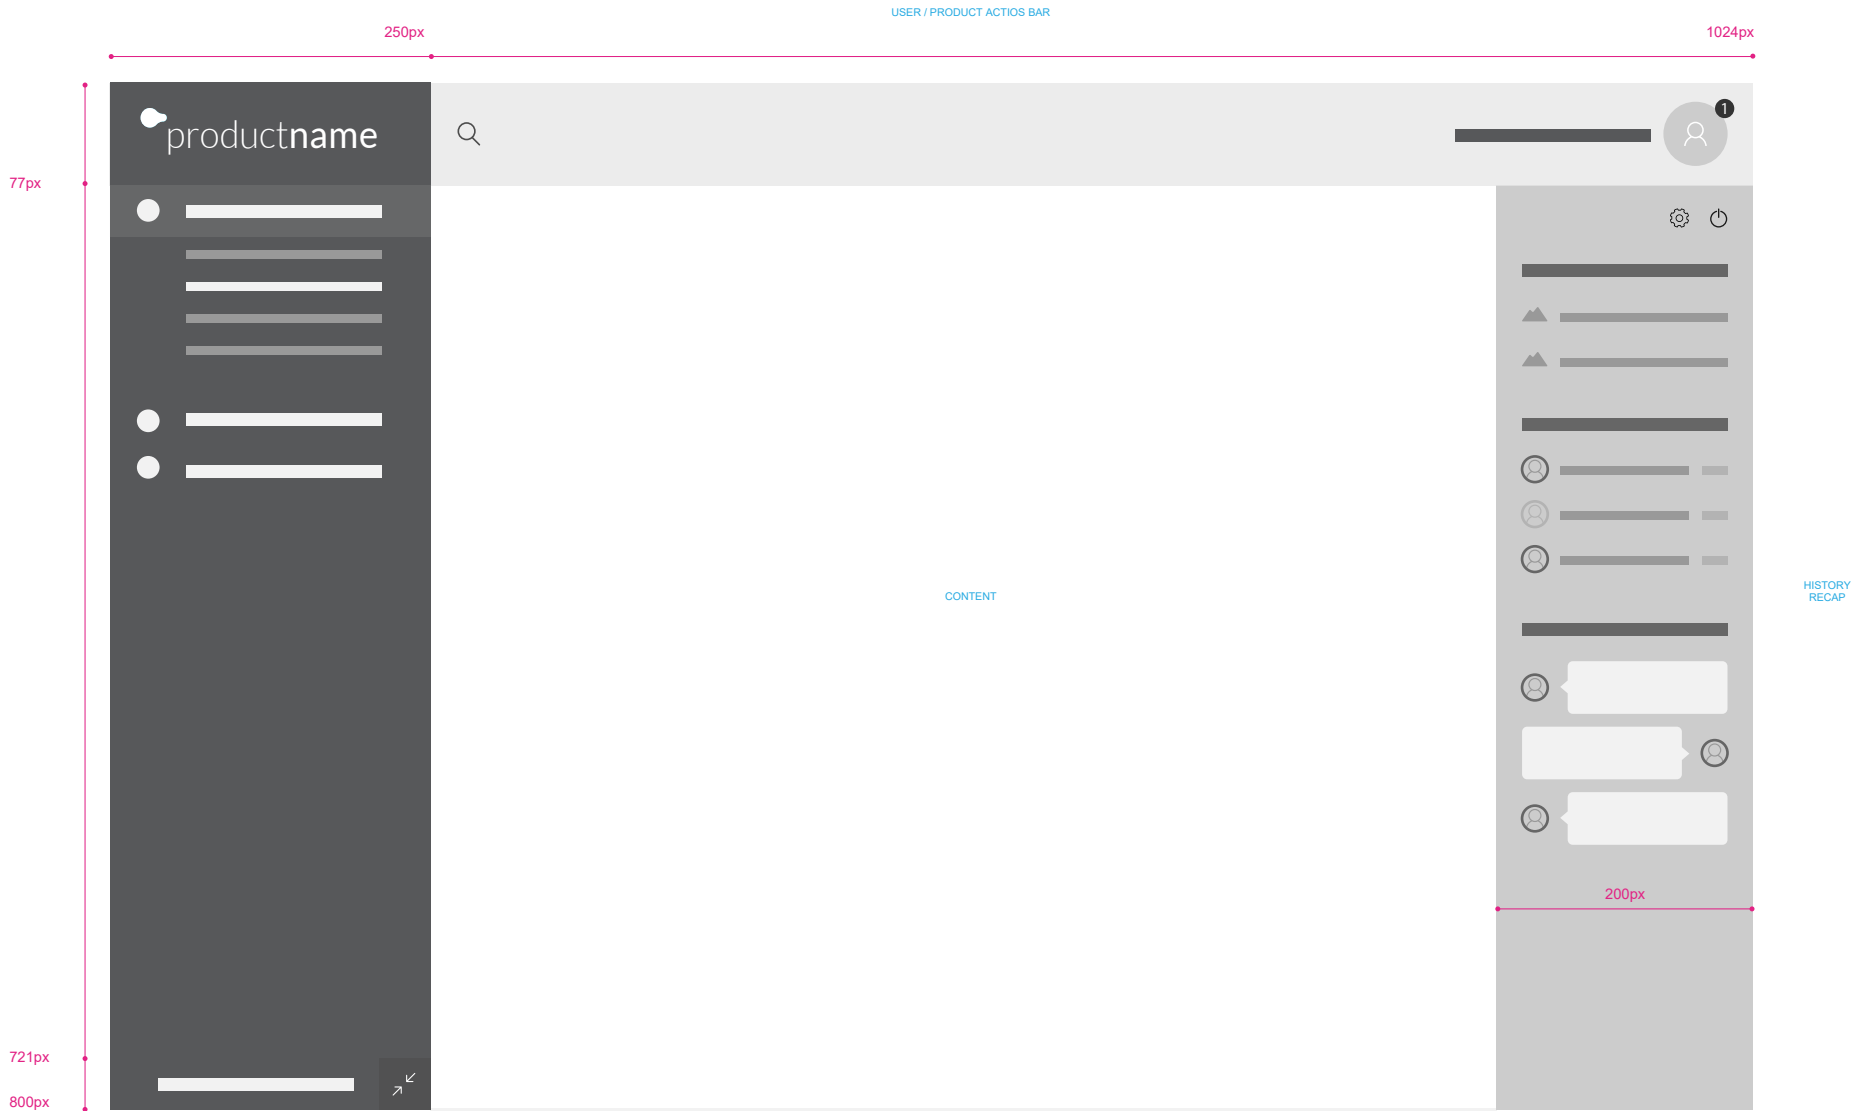 USER / PRODUCT ACTIOS BAR
250px
1024px
productname
1
77px
CONTENT
HISTORY
RECAP
200px
721px
800px